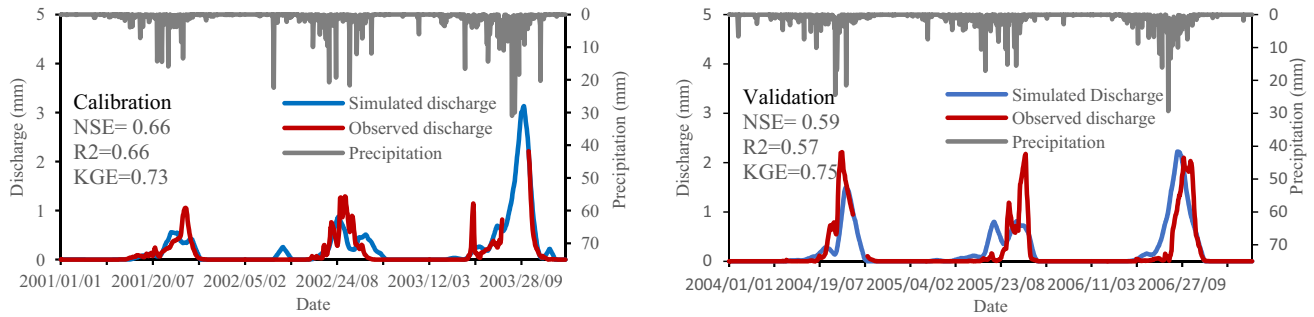 5
4
3
2
1
0
Discharge (mm)
0
10
20
30
40
50
60
70
Precipitation (mm)
Calibration
NSE= 0.66
R2=0.66
KGE=0.73
Simulated discharge
Observed discharge
Precipitation
2001/01/01 2001/20/07 2002/05/02 2002/24/08 2003/12/03 2003/28/09
Date
5
4
3
2
1
0
Discharge (mm)
0
10
20
30
40
50
60
70
Precipitation (mm)
Validation
NSE= 0.59
R2=0.57
KGE=0.75
Simulated Discharge
Observed discharge
Precipitation
2004/01/01 2004/19/07 2005/04/02 2005/23/08 2006/11/03 2006/27/09
Date